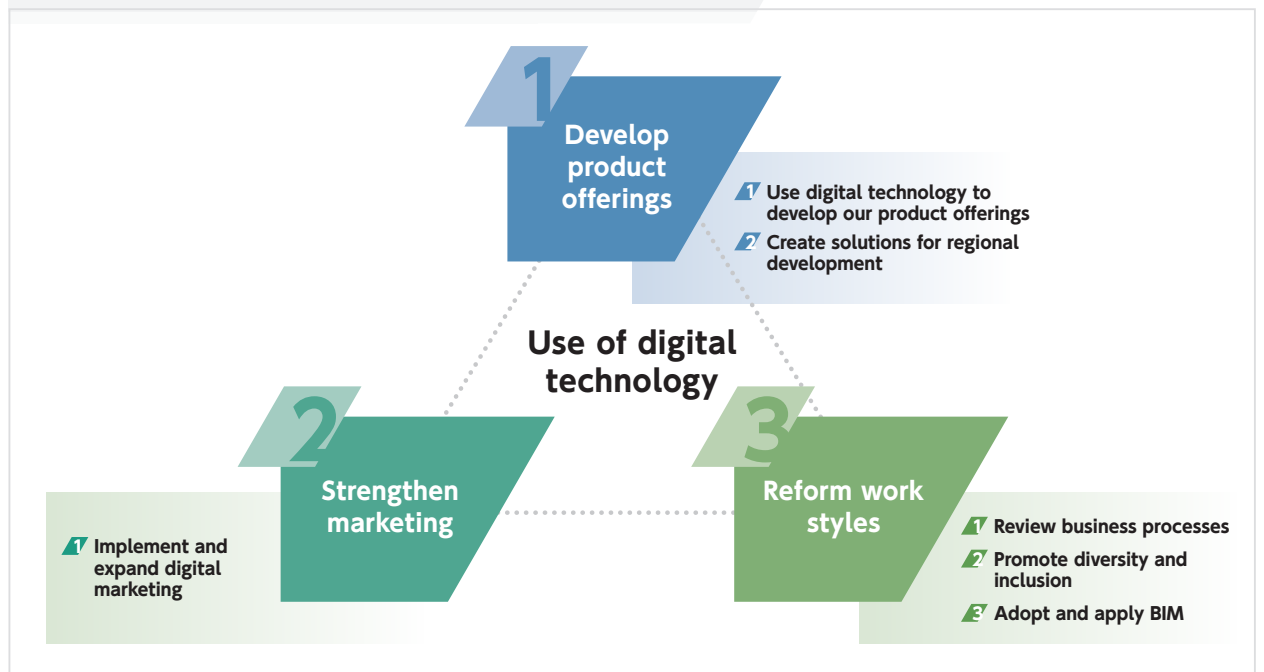 1
Develop
product
offerings
1 Use digital technology to
develop our product offerings
2 Create solutions for regional
development
Use of digital
technology
2
Strengthen
marketing
1 Implement and
expand digital
marketing
3
Reform work
styles
1 Review business processes
2 Promote diversity and
inclusion
3 Adopt and apply BIM